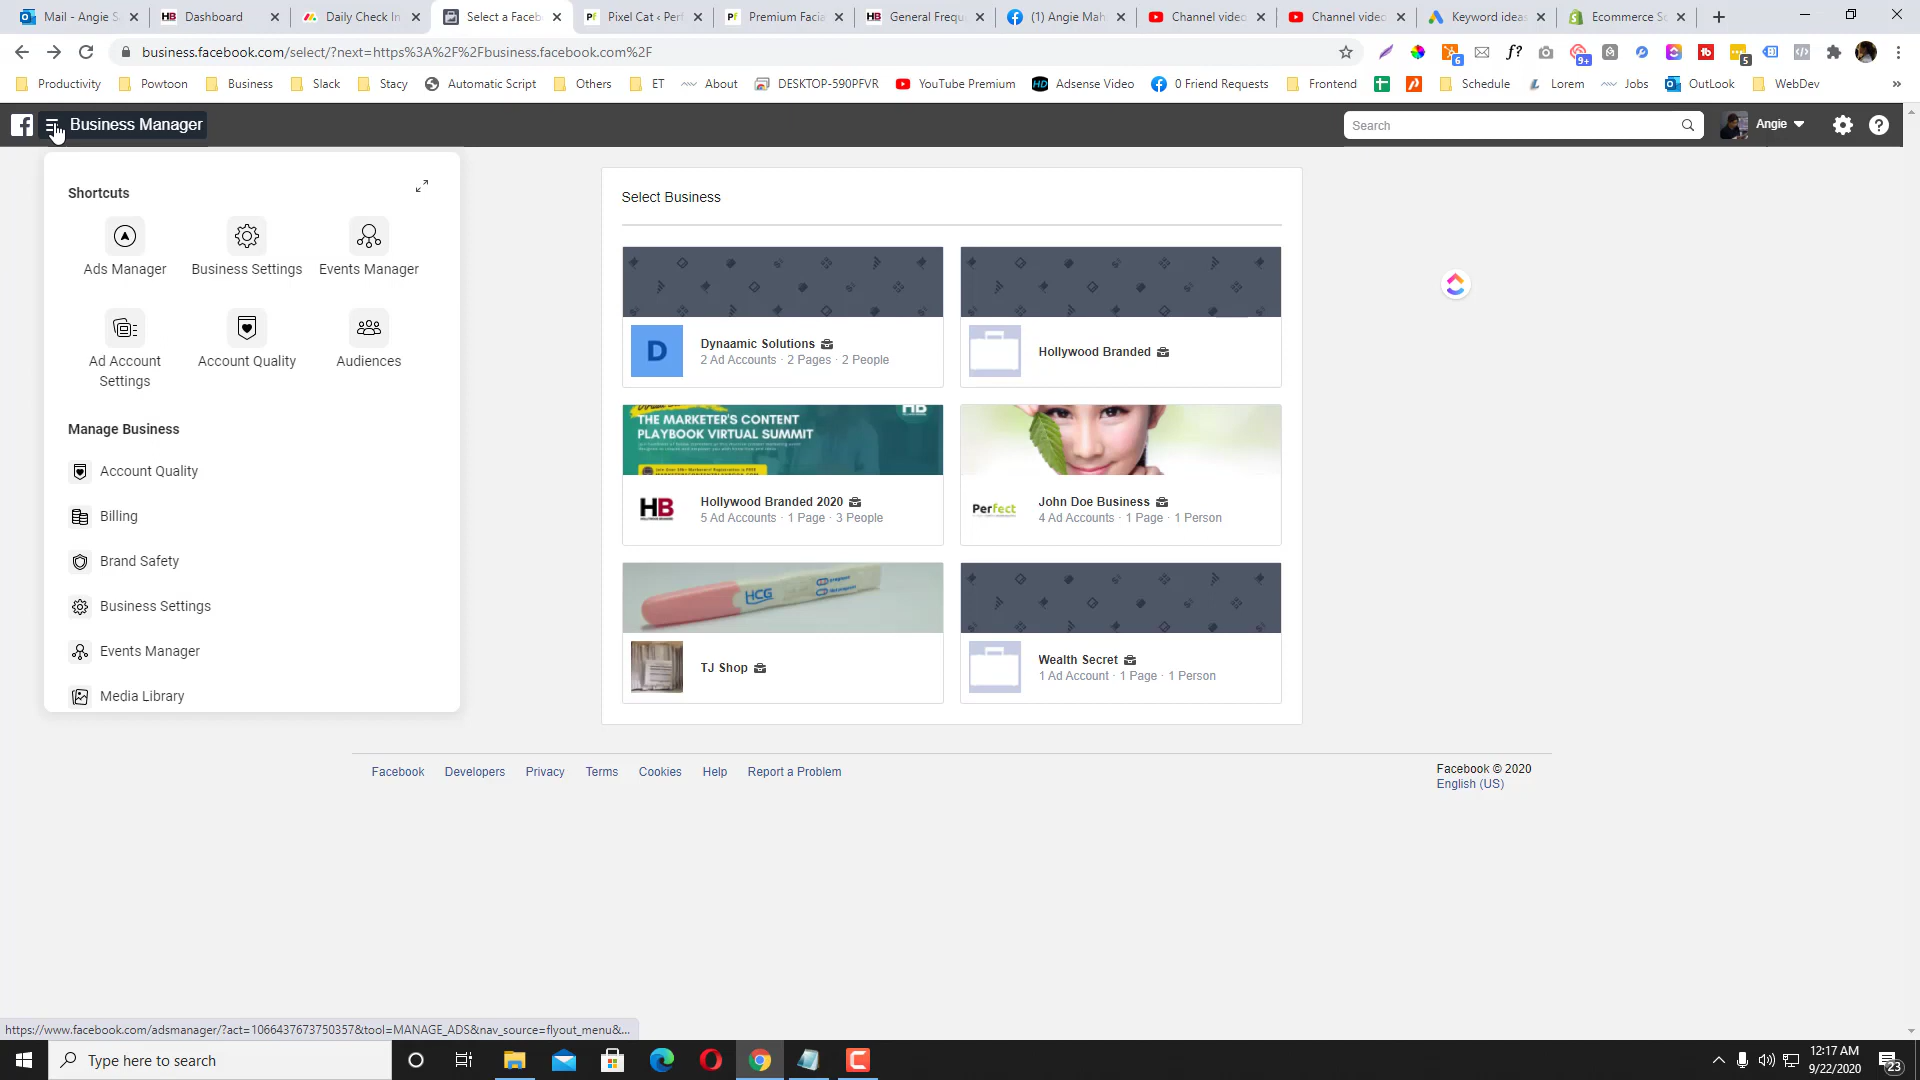 Mail - Angie S
Dashboard
Daily Check In
Select a Faceb
Pixel Cat ‹ Perf
Premium Facia
General Frequ
(1) Angie Mah
Channel video
Channel video
Keyword ideas
Ecommerce So
business.facebook.com/select/?next=https%3A%2F%2Fbusiness.facebook.com%2F
Productivity
Powtoon
Business
Slack
Stacy
Automatic Script
Others
ET
About
DESKTOP-590PFVR
YouTube Premium
Adsense Video
0 Friend Requests
Frontend
Schedule
Lorem
Jobs
OutLook
WebDev
Business Manager
Search
Angie
Shortcuts
Ads Manager
Business Settings
Events Manager
Ad Account
Settings
Account Quality
Audiences
Manage Business
Account Quality
Billing
Brand Safety
Business Settings
Events Manager
Media Library
Select Business
D
Dynaamic Solutions
2 Ad Accounts · 2 Pages · 2 People
Hollywood Branded
THE MARKETER'S CONTENT
PLAYBOOK VIRTUAL SUMMIT
HB
HB
Hollywood Branded 2020
5 Ad Accounts · 1 Page · 3 People
Perfect
John Doe Business
4 Ad Accounts · 1 Page · 1 Person
HCG
TJ Shop
Wealth Secret
1 Ad Account · 1 Page · 1 Person
Facebook
Developers
Privacy
Terms
Cookies
Help
Report a Problem
Facebook © 2020
English (US)
https://www.facebook.com/adsmanager/?act=1066437673750357&tool=MANAGE_ADS&nav_source=flyout_menu&...
Type here to search
12:17 AM
9/22/2020
23